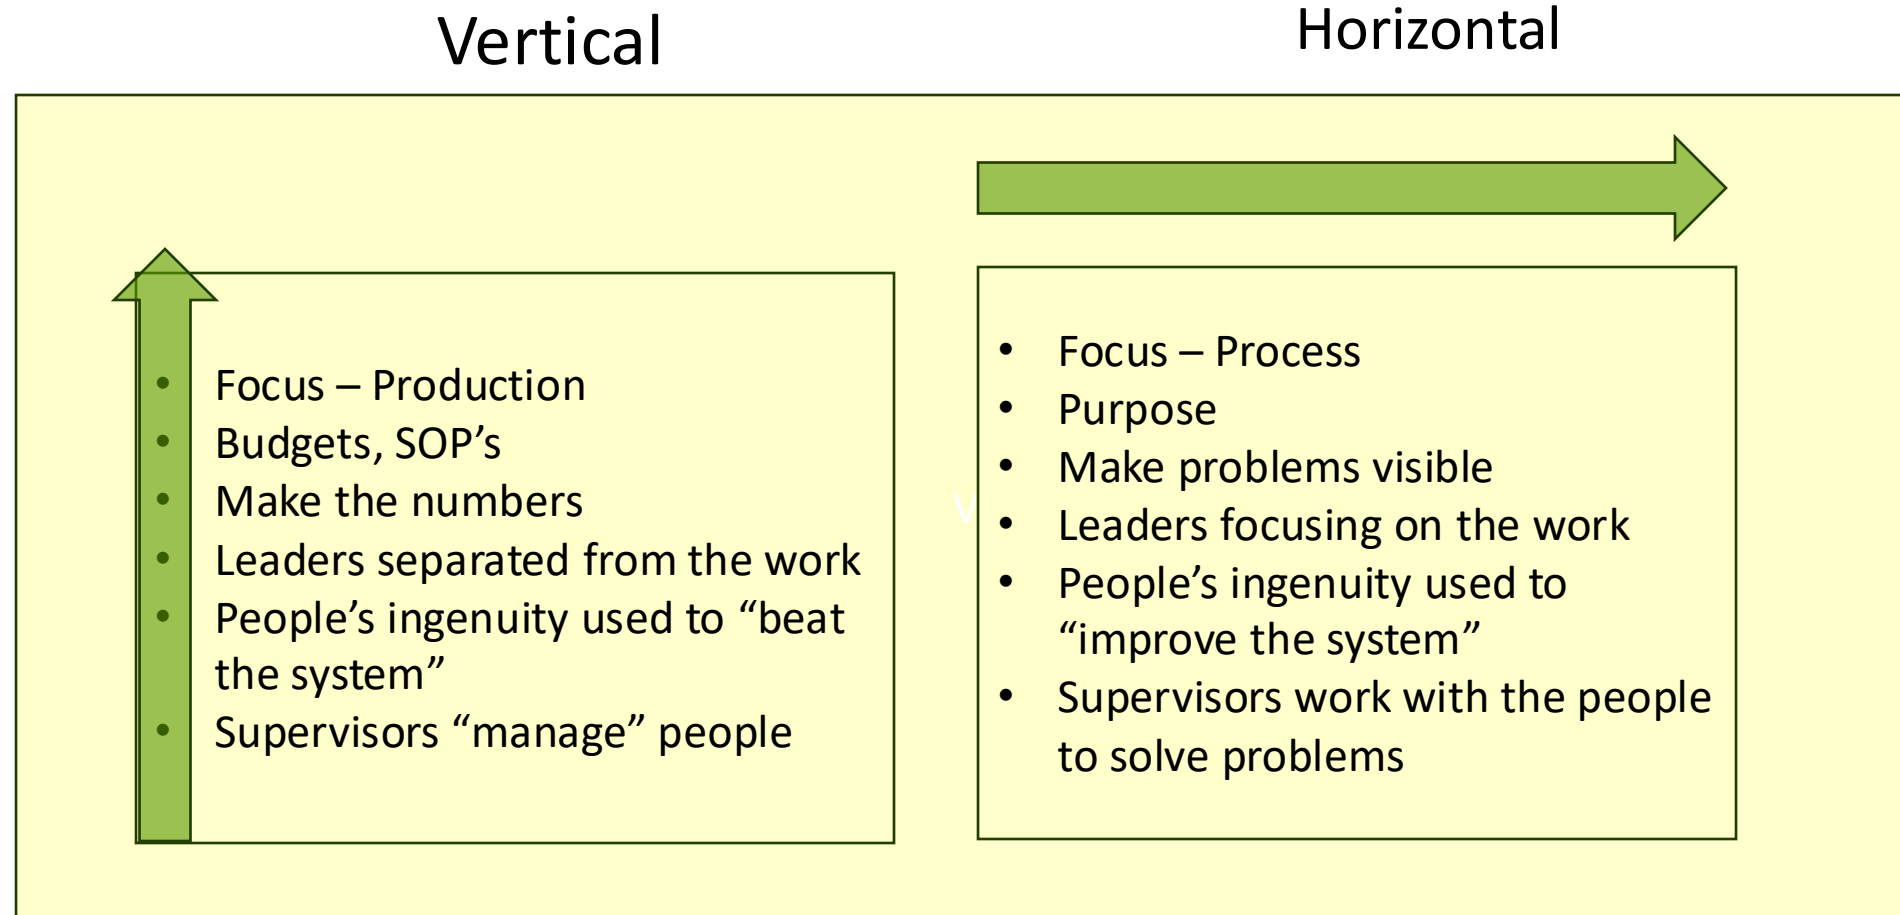 Vertical
Horizontal
• Focus – Production
• Budgets, SOP’s
• Make the numbers
• Leaders separated from the work
• People’s ingenuity used to “beat
the system”
• Supervisors “manage” people
• Focus – Process
• Purpose
• Make problems visible
• Leaders focusing on the work
• People’s ingenuity used to
“improve the system”
• Supervisors work with the people
to solve problems